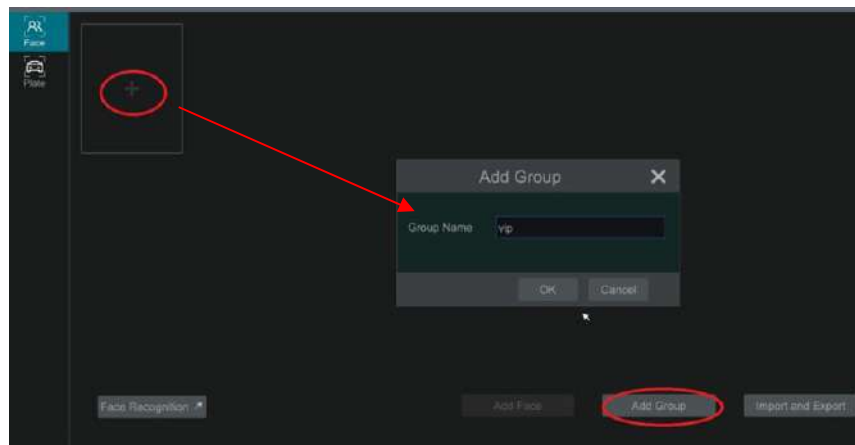 Face
Plate
Add Group
Group Name vip
OK Cancel
Face Recognition Add Face Add Group Import and Export